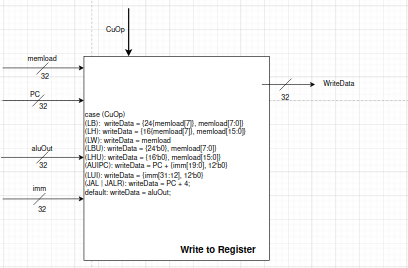 CuOp
memload
32
PC
32
aluOut
32
imm
32
WriteData
32
case (CuOp)
(LB): writeData = {24{memload[7]}, memload[7:0]}
(LH): writeData = {16{memload[7]}, memload[15:0]}
(LW): writeData = memload
(LBU): writeData = {24'b0}, memload[7:0]}
(LHU): writeData = {16'b0}, memload[15:0]}
(AUIPC): writeData = PC + {imm[19:0], 12'b0}
(LUI): writeData = {imm[31:12], 12'b0}
(JAL | JALR): writeData = PC + 4;
default: writeData = aluOut;
Write to Register